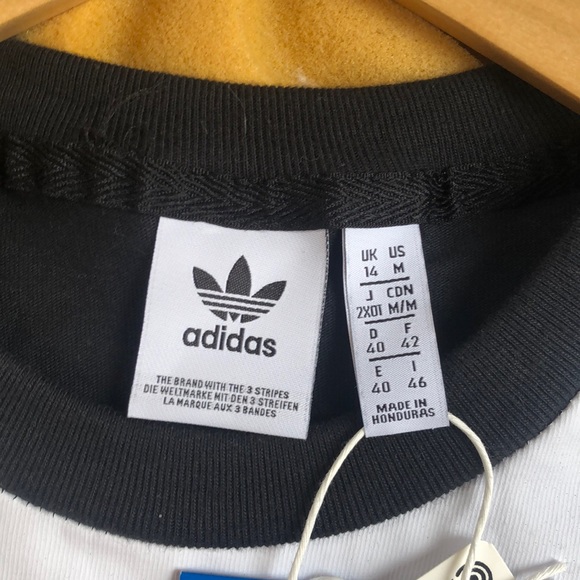 adidas
THE BRAND WITH THE 3 STRIPES
DIE WELTMARKE MIT DEN 3 STREIFEN
LA MARQUE AUX 3 BANDES
UK US
14 M
J CDN
2XOT M/M
D F
40 42
E I
40 46
MADE IN
HONDURAS